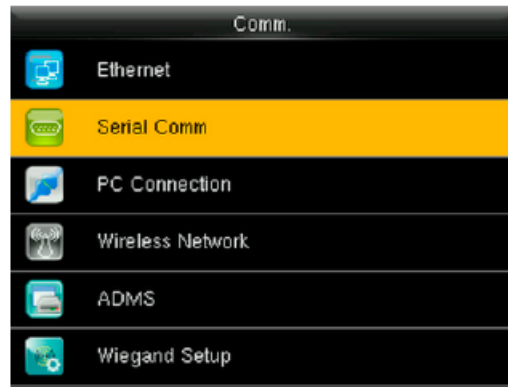 Comm.
Ethernet
Serial Comm
PC Connection
Wireless Network
ADMS
Wiegand Setup